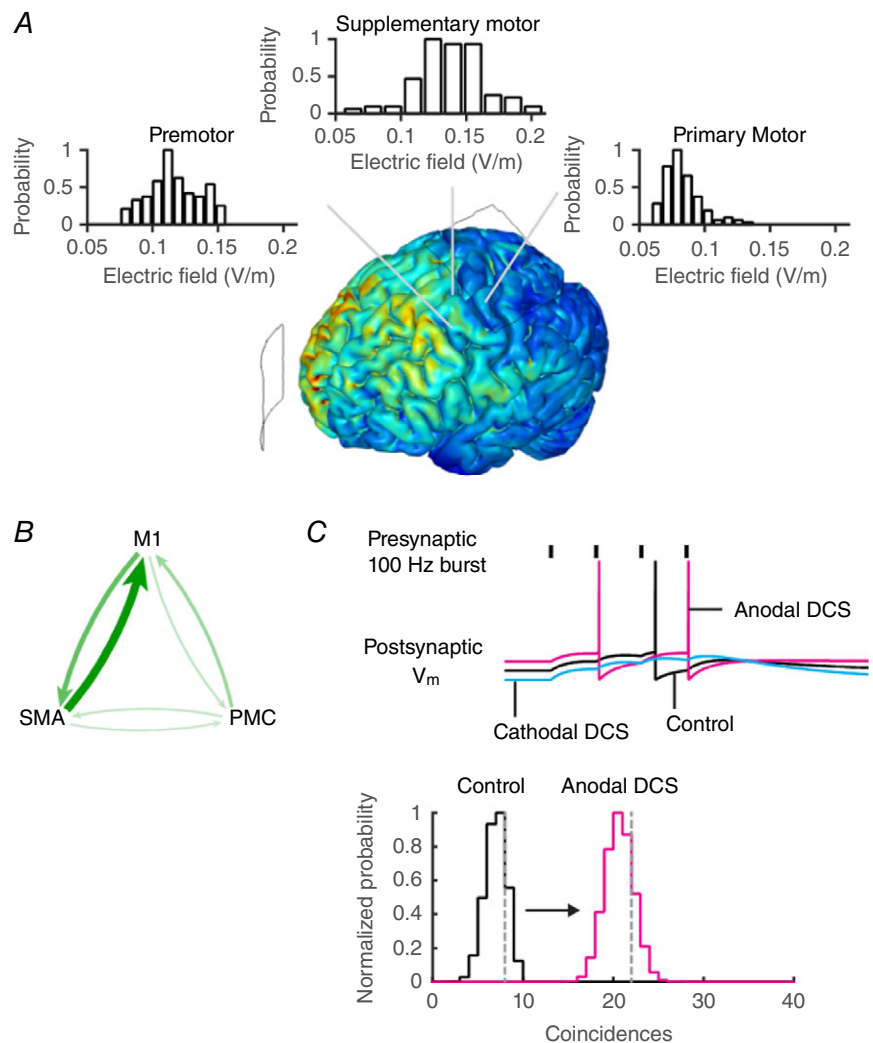 A
Supplementary motor
Probability
1
0.5
0
0.05 0.1 0.15 0.2
Electric field (V/m)
Premotor
Probability
1
0.5
0
0.05 0.1 0.15 0.2
Electric field (V/m)
Primary Motor
Probability
1
0.5
0
0.05 0.1 0.15 0.2
Electric field (V/m)
B
M1
SMA
PMC
C
Presynaptic
100 Hz burst
Anodal DCS
Postsynaptic
Vm
Cathodal DCS
Control
Control
Anodal DCS
Normalized probability
1
0.8
0.6
0.4
0.2
0
0 10 20 30 40
Coincidences